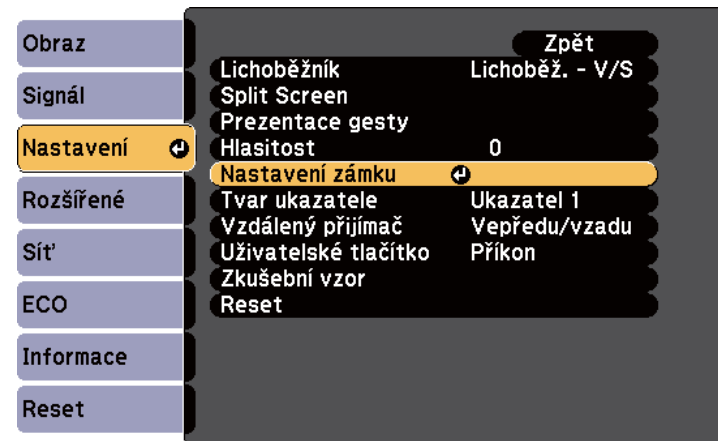 Obraz
Signál
Nastavení
Rozšířené
Síť
ECO
Informace
Reset
Zpět
Lichoběžník Lichoběž. - V/S
Split Screen
Prezentace gesty
Hlasitost 0
Nastavení zámku
Tvar ukazatele Ukazatel 1
Vzdálený přijímač Vepředu/vzadu
Uživatelské tlačítko Příkon
Zkušební vzor
Reset